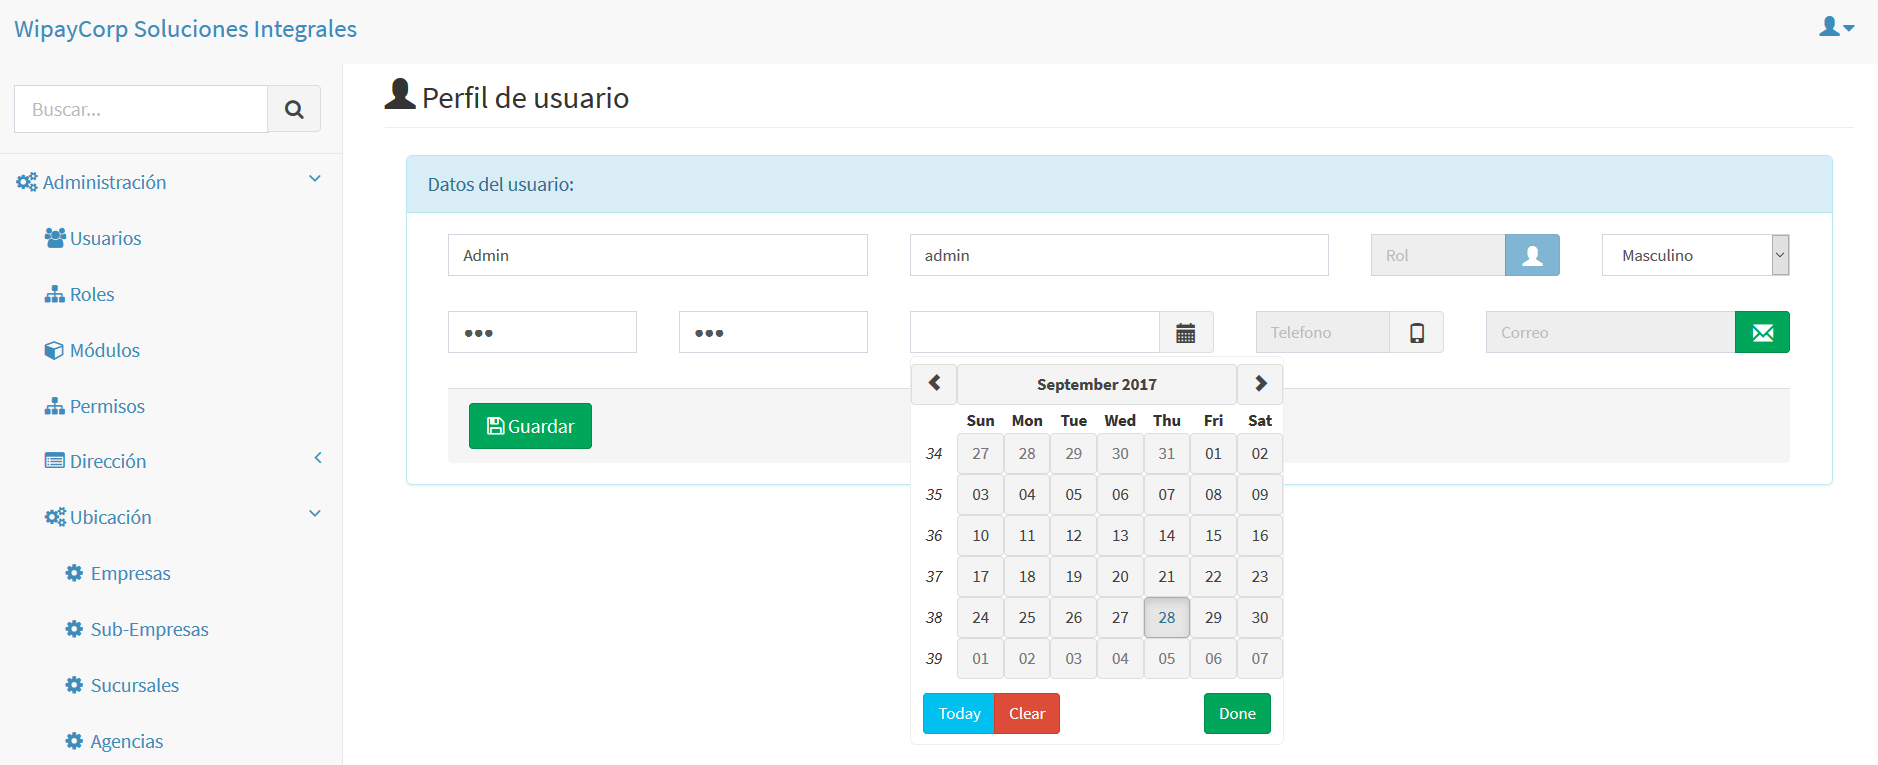 WipayCorp Soluciones Integrales
Buscar...
Administración
Usuarios
Roles
Módulos
Permisos
Dirección
Ubicación
Empresas
Sub-Empresas
Sucursales
Agencias
Perfil de usuario
Datos del usuario:
Admin admin Rol Masculino
••• ••• Telefono Correo
Guardar
September 2017
Sun Mon Tue Wed Thu Fri Sat
34 27 28 29 30 31 01 02
35 03 04 05 06 07 08 09
36 10 11 12 13 14 15 16
37 17 18 19 20 21 22 23
38 24 25 26 27 28 29 30
39 01 02 03 04 05 06 07
Today Clear Done